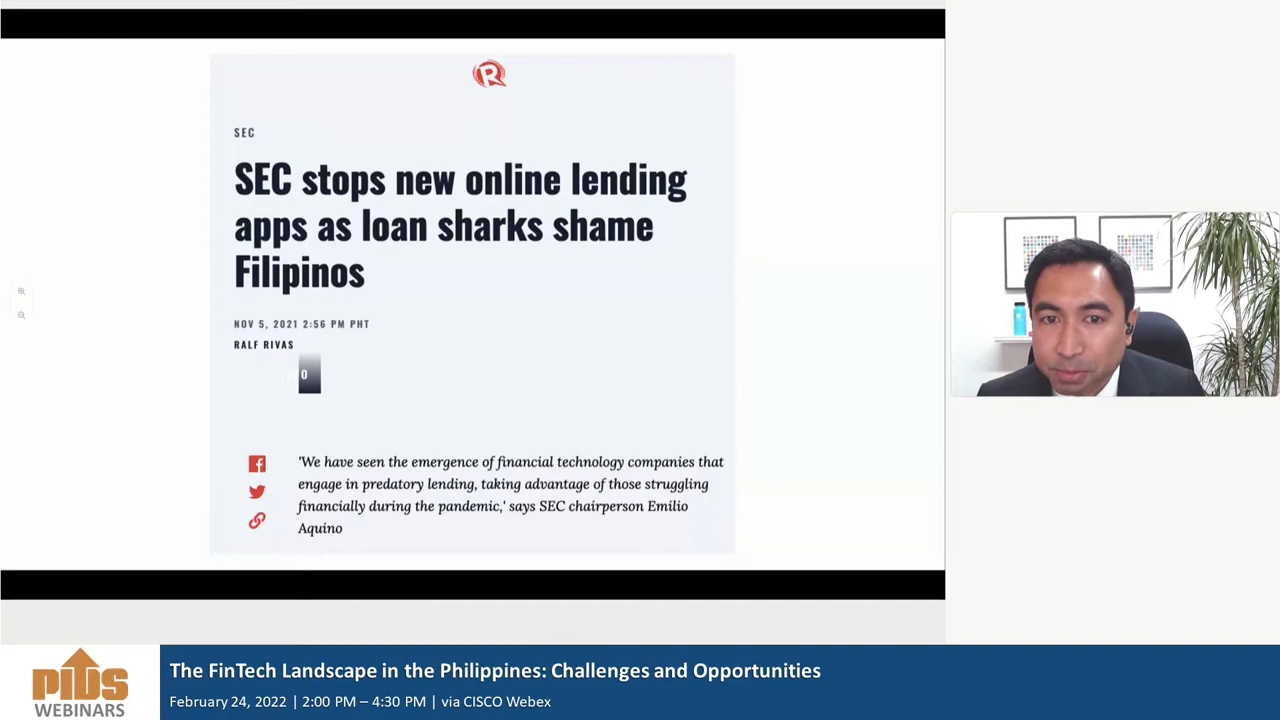 R
SEC
SEC stops new online lending
apps as loan sharks shame
Filipinos
NOV 5, 2021 2:56 PM PHT
RALF RIVAS
0
'We have seen the emergence of financial technology companies that
engage in predatory lending, taking advantage of those struggling
financially during the pandemic,' says SEC chairperson Emilio
Aquino
PIDS
WEBINARS
The FinTech Landscape in the Philippines: Challenges and Opportunities
February 24, 2022 | 2:00 PM – 4:30 PM | via CISCO Webex